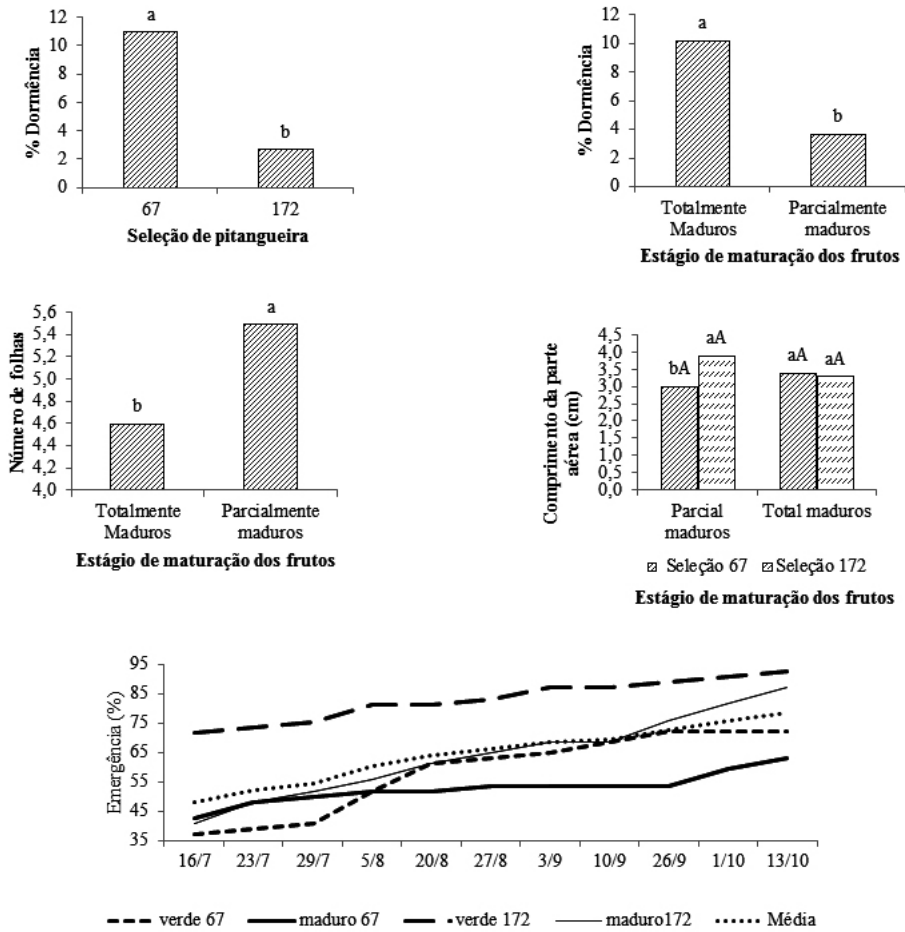 % Dormência
12
10
8
6
4
2
0
a
b
67
172
Seleção de pitangueira
% Dormência
12
10
8
6
4
2
0
a
b
Totalmente
Maduros
Parcialmente
maduros
Estágio de maturação dos frutos
Número de folhas
5,6
5,4
5,2
5,0
4,8
4,6
4,4
4,2
4,0
b
a
Totalmente
Maduros
Parcialmente
maduros
Estágio de maturação dos frutos
Comprimento da parte
aérea (cm)
4,5
4,0
3,5
3,0
2,5
2,0
1,5
1,0
0,5
0,0
bA
aA
aA
aA
Parcial
maduros
Total maduros
Seleção 67
Seleção 172
Estágio de maturação dos frutos
Emergência (%)
95
85
75
65
55
45
35
16/7 23/7 29/7 5/8 20/8 27/8 3/9 10/9 26/9 1/10 13/10
verde 67 maduro 67 verde 172 maduro172 Média